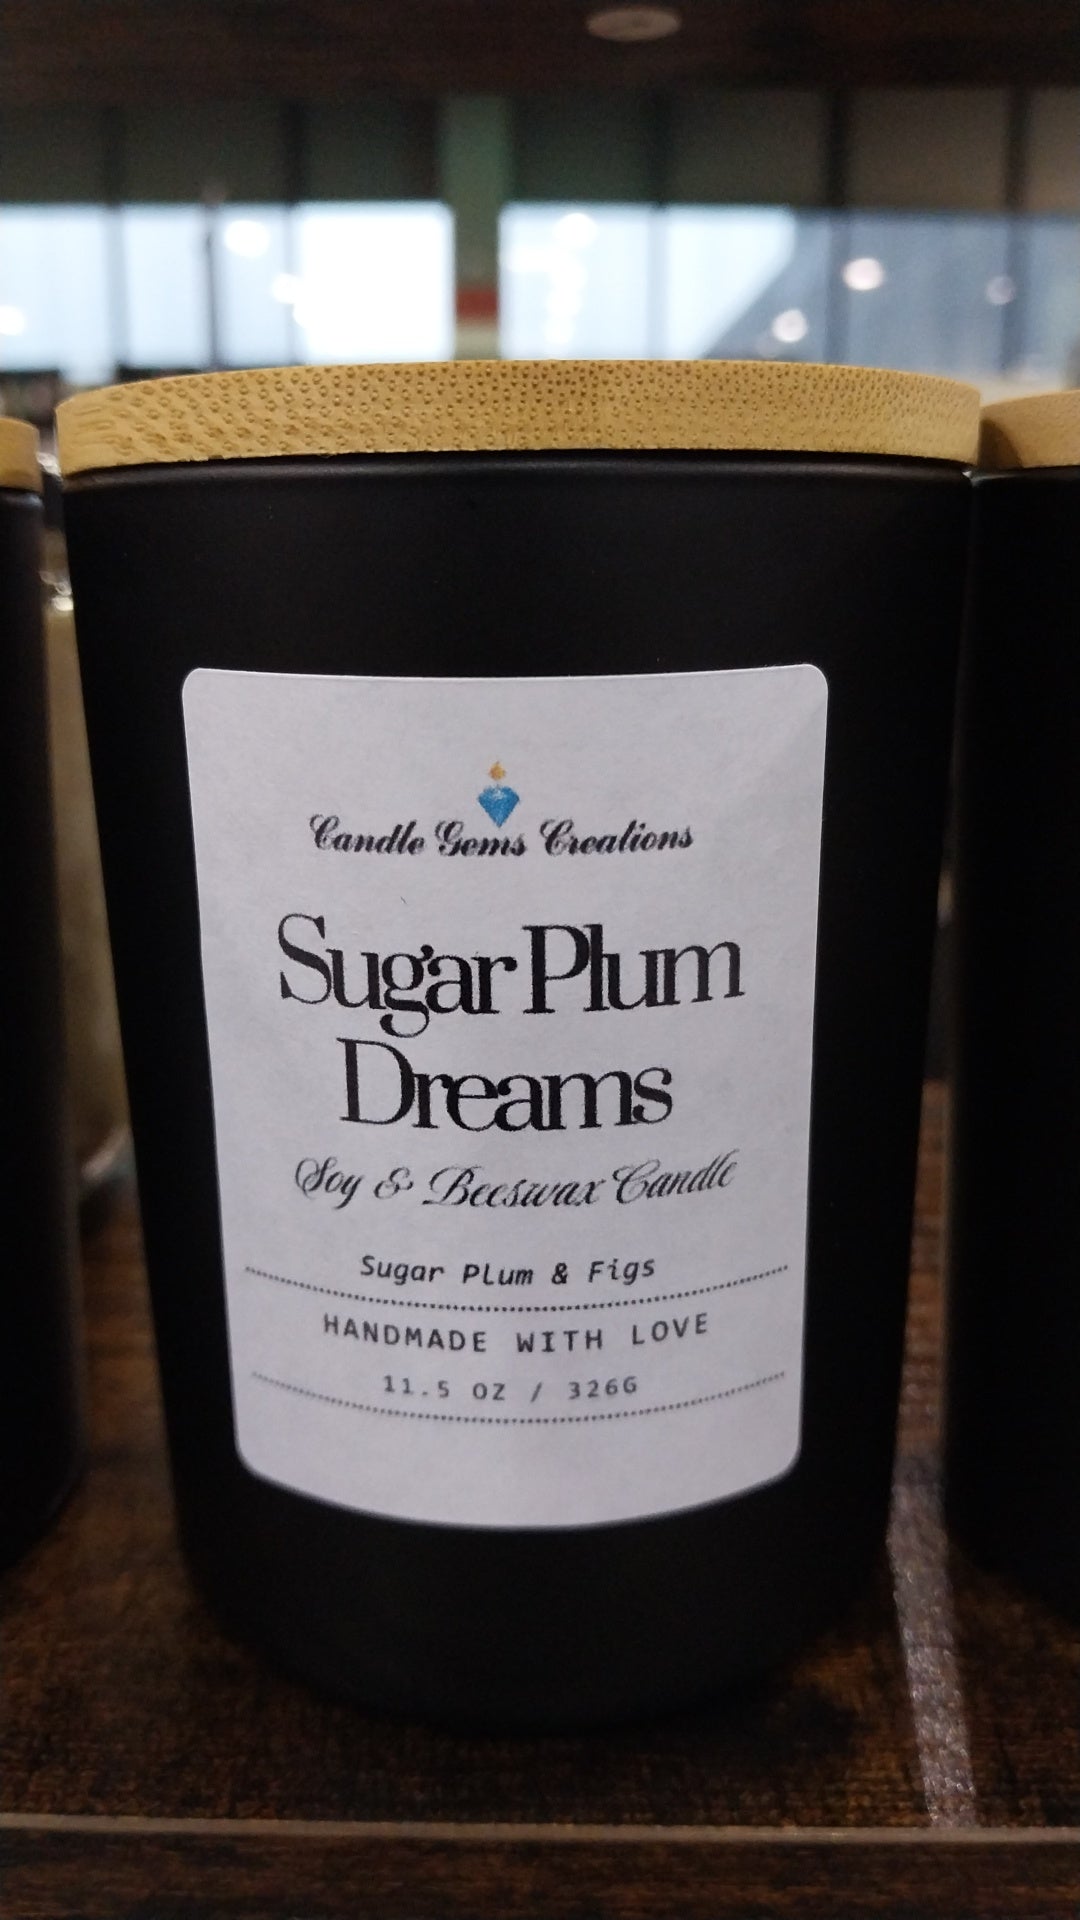 Candle Gems Creations
Sugar Plum
Dreams
Soy & Beeswax Candle
Sugar Plum & Figs
HANDMADE WITH LOVE
11.5 OZ / 326G